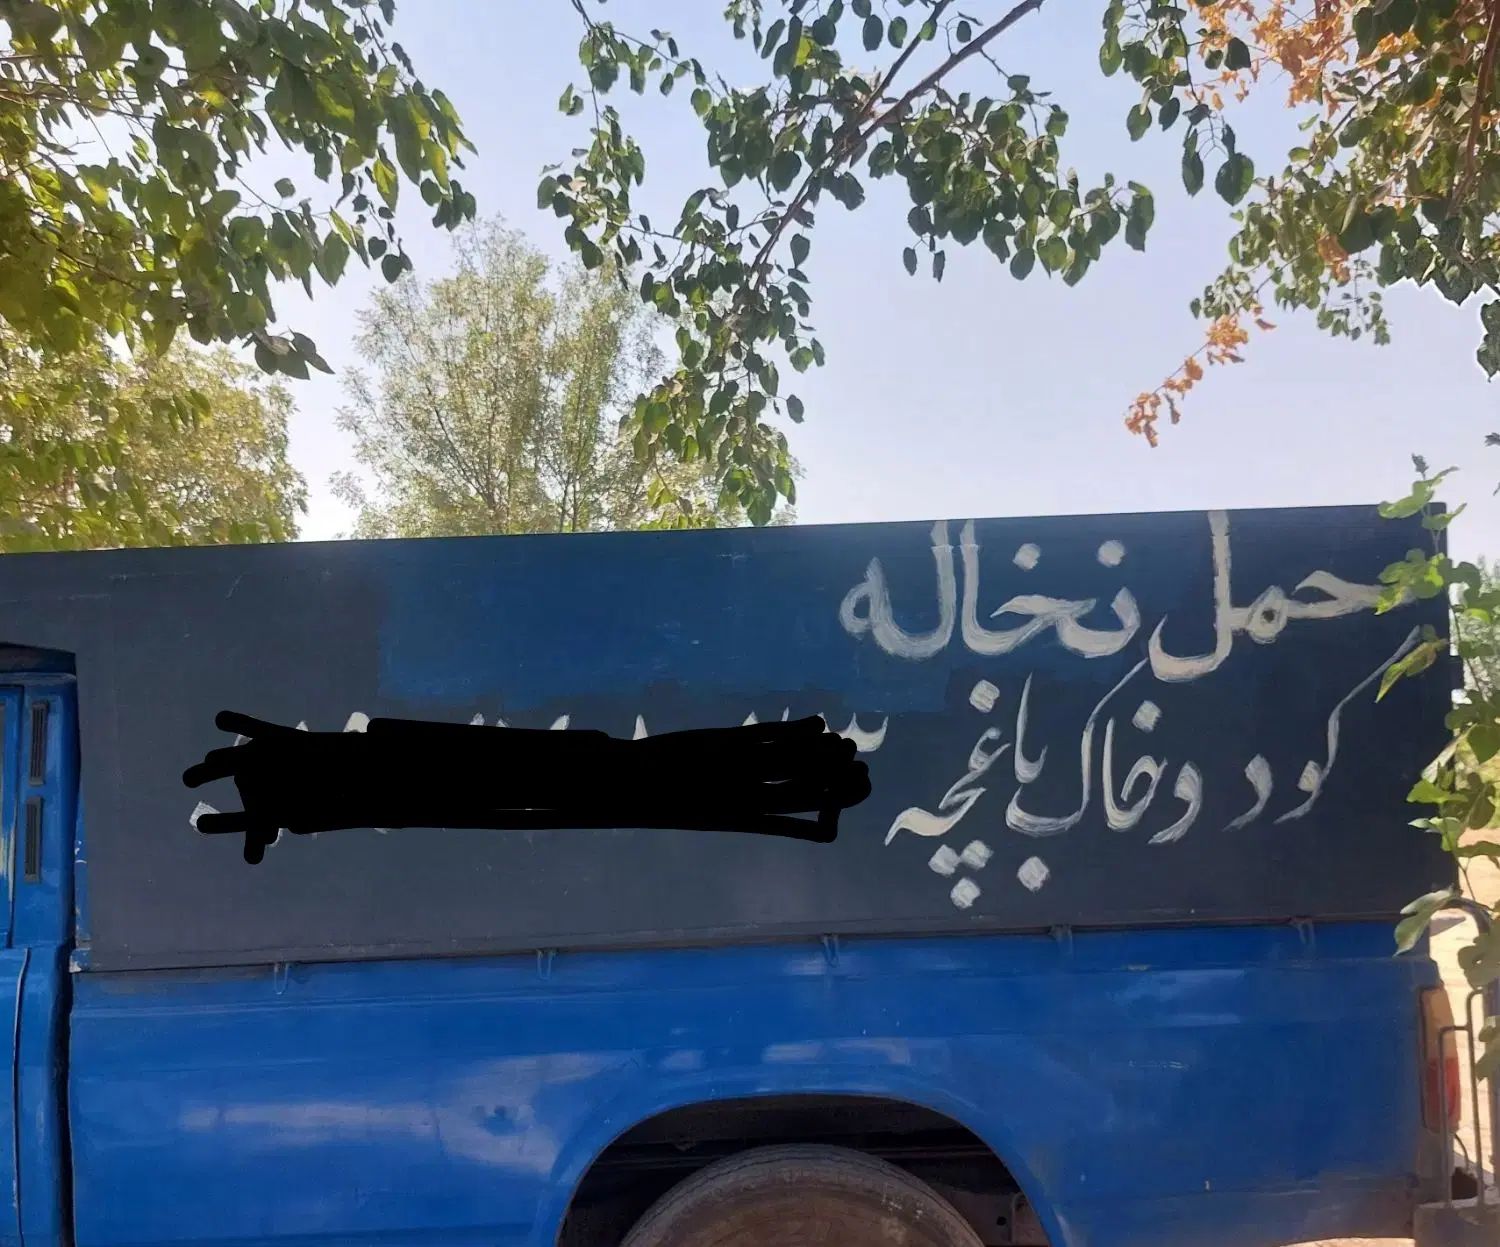 حمل نخاله
کود و خاک باغچه